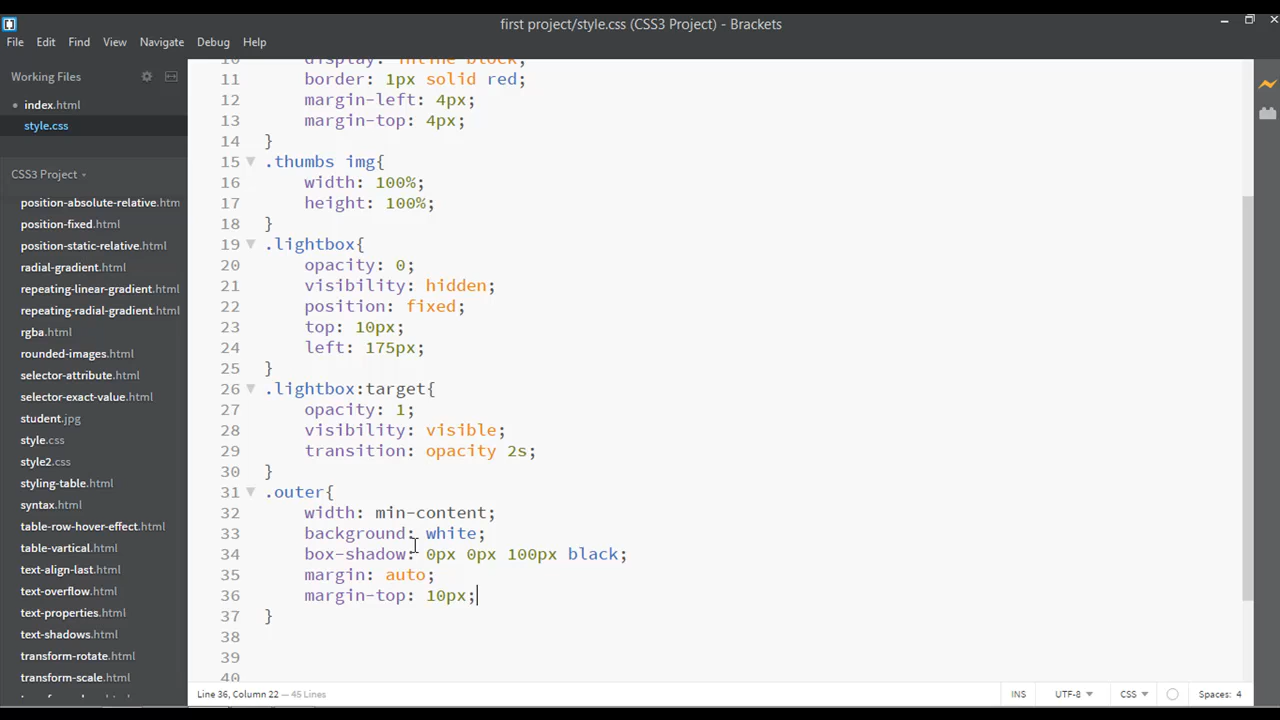 first project/style.css (CSS3 Project) - Brackets
File Edit Find View Navigate Debug Help
Working Files
index.html
style.css
CSS3 Project
position-absolute-relative.htm
position-fixed.html
position-static-relative.html
radial-gradient.html
repeating-linear-gradient.html
repeating-radial-gradient.html
rgba.html
rounded-images.html
selector-attribute.html
selector-exact-value.html
student.jpg
style.css
style2.css
styling-table.html
syntax.html
table-row-hover-effect.html
table-vartical.html
text-align-last.html
text-overflow.html
text-properties.html
text-shadows.html
transform-rotate.html
transform-scale.html
10 display: inline-block;
11 border: 1px solid red;
12 margin-left: 4px;
13 margin-top: 4px;
14 }
15 .thumbs img{
16 width: 100%;
17 height: 100%;
18 }
19 .lightbox{
20 opacity: 0;
21 visibility: hidden;
22 position: fixed;
23 top: 10px;
24 left: 175px;
25 }
26 .lightbox:target{
27 opacity: 1;
28 visibility: visible;
29 transition: opacity 2s;
30 }
31 .outer{
32 width: min-content;
33 background: white;
34 box-shadow: 0px 0px 100px black;
35 margin: auto;
36 margin-top: 10px;
37 }
38
39
40
Line 36, Column 22 — 45 Lines
INS UTF-8 CSS Spaces: 4